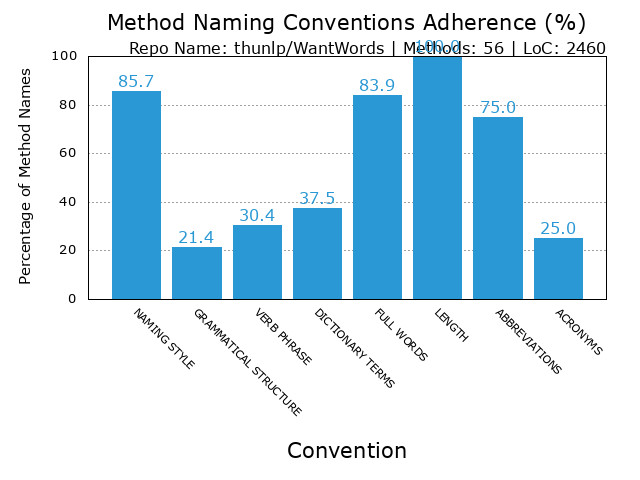 Method Naming Conventions Adherence (%)
Repo Name: thunlp/WantWords | Methods: 56 | LoC: 2460
Percentage of Method Names
100
80
60
40
20
0
85.7
21.4
30.4
37.5
83.9
100.0
75.0
25.0
NAMING STYLE
GRAMMATICAL STRUCTURE
VERB PHRASE
DICTIONARY TERMS
FULL WORDS
LENGTH
ABBREVIATIONS
ACRONYMS
Convention